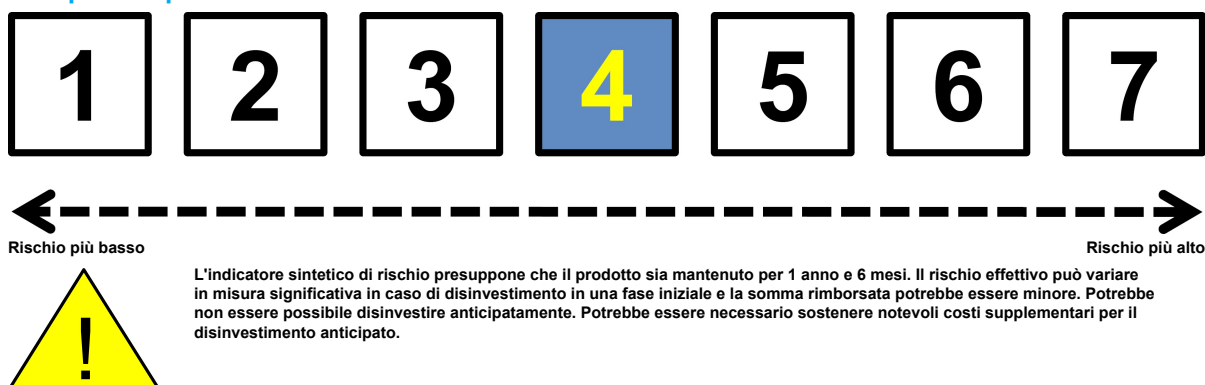 1 2 3 4 5 6 7
Rischio più basso Rischio più alto
L'indicatore sintetico di rischio presuppone che il prodotto sia mantenuto per 1 anno e 6 mesi. Il rischio effettivo può variare
in misura significativa in caso di disinvestimento in una fase iniziale e la somma rimborsata potrebbe essere minore. Potrebbe
non essere possibile disinvestire anticipatamente. Potrebbe essere necessario sostenere notevoli costi supplementari per il
disinvestimento anticipato.
!